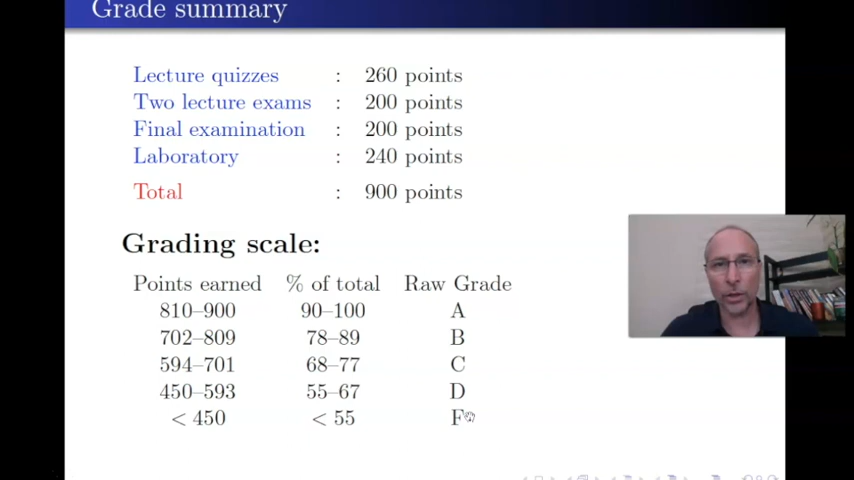 Grade summary
Lecture quizzes : 260 points
Two lecture exams : 200 points
Final examination : 200 points
Laboratory : 240 points
Total : 900 points
Grading scale:
Points earned % of total Raw Grade
810–900 90–100 A
702–809 78–89 B
594–701 68–77 C
450–593 55–67 D
< 450 < 55 F